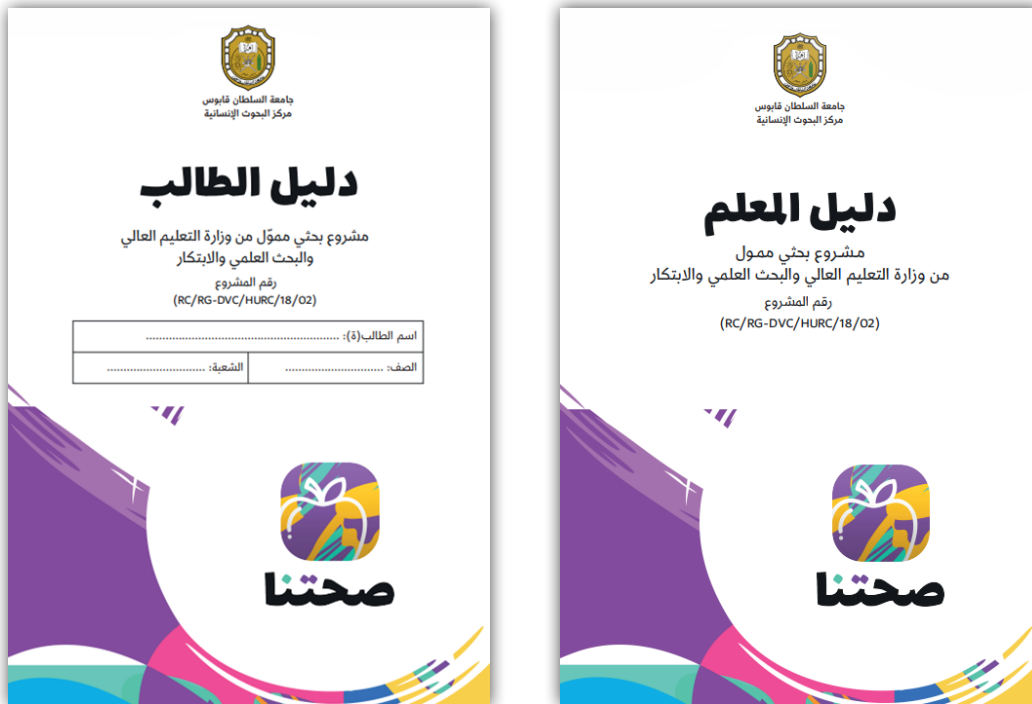 جامعة السلطان قابوس
مركز البحوث الإنسانية
دليل الطالب
مشروع بحثي مموّل من وزارة التعليم العالي
والبحث العلمي والابتكار
رقم المشروع
(RC/RG-DVC/HURC/18/02)
اسم الطالب(ة): ............................................................
الصف: ..............................
الشعبة: ..............................
صحتنا
جامعة السلطان قابوس
مركز البحوث الإنسانية
دليل المعلم
مشروع بحثي ممول
من وزارة التعليم العالي والبحث العلمي والابتكار
رقم المشروع
(RC/RG-DVC/HURC/18/02)
صحتنا